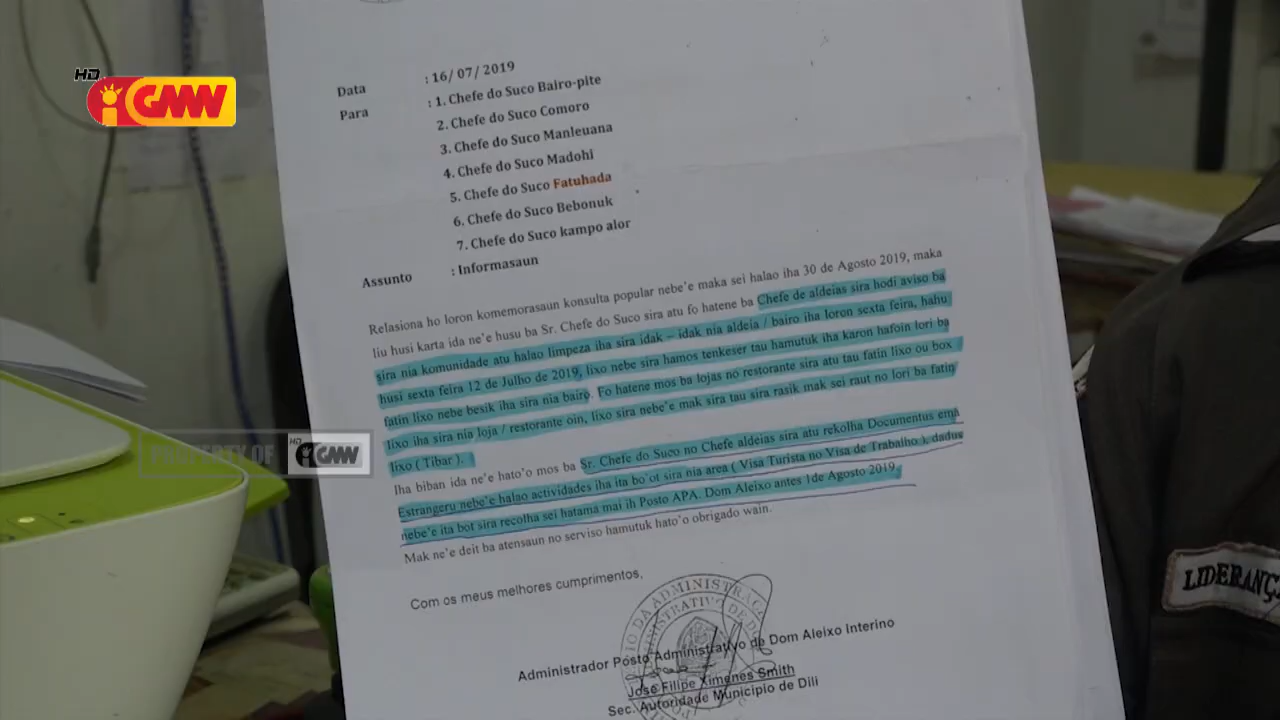 HD
GMN
Data : 16/ 07/ 2019
Para : 1. Chefe do Suco Bairo-pite
2. Chefe do Suco Comoro
3. Chefe do Suco Manleuana
4. Chefe do Suco Madohi
5. Chefe do Suco Fatuhada
6. Chefe do Suco Bebonuk
7. Chefe do Suco kampo alor
Assunto : Informasaun
Relasiona ho loron komemorasaun konsulta popular nebe'e maka sei halao iha 30 de Agosto 2019, maka
liu husi karta ida ne'e husu ba Sr. Chefe do Suco sira atu fo hatene ba Chefe de aldeias sira hodi aviso ba
sira nia komunidade atu halao limpeza iha sira idak – idak nia aldeia / bairo iha loron sexta feira, hahu
husi sexta feira 12 de Julho de 2019, lixo nebe sira hamos tenkeser tau hamutuk iha karon hafoin lori ba
fatin lixo nebe besik iha sira nia bairo. Fo hatene mos ba lojas no restorante sira atu tau fatin lixo ou box
lixo iha sira nia loja / restorante oin, lixo sira nebe'e mak sira tau sira rasik mak sei raut no lori ba fatin
lixo ( Tibar ).
Iha biban ida ne'e hato'o mos ba Sr. Chefe do Suco no Chefe aldeias sira atu rekolha Documentus ema
Estrangeru nebe'e halao actividades iha ita bo'ot sira nia area ( Visa Turista no Visa de Trabalho ), dadus
nebe'e ita bot sira recolha sei hatama mai ih Posto APA. Dom Aleixo antes 1de Agosto 2019.
Mak ne'e deit ba atensaun no serviso hamutuk hato'o obrigado wain.
Com os meus melhores cumprimentos,
Administrador Posto Administrativo de Dom Aleixo Interino
Jose Filipe Ximenes Smith
Sec. Autoridade Municipio de Dili
PROPERTY OF HD GMN
LIDERANÇ